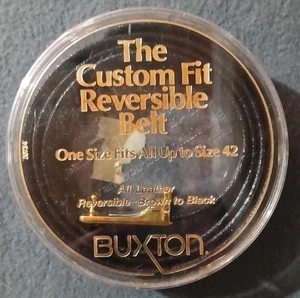 The
Custom Fit
Reversible
Belt
One Size Fits All Up to Size 42
All Leather
Reversible-Brown to Black
BUXTON